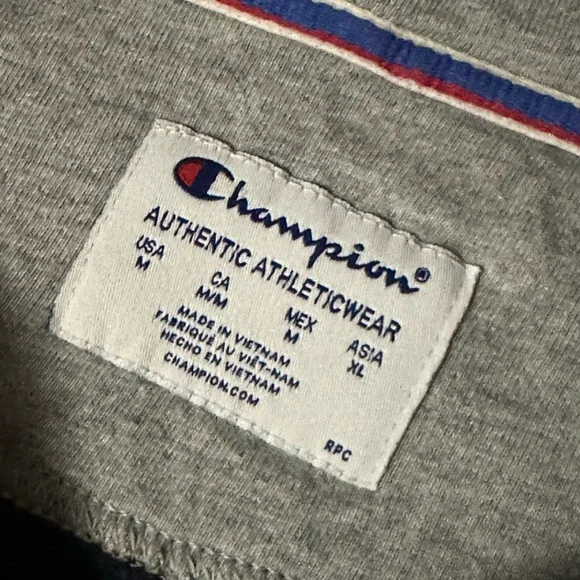 Champion®
AUTHENTIC ATHLETICWEAR
USA CA MEX ASIA
M M/M M XL
MADE IN VIETNAM
FABRIQUE AU VIÊT-NAM
HECHO EN VIETNAM
CHAMPION.COM
RPC